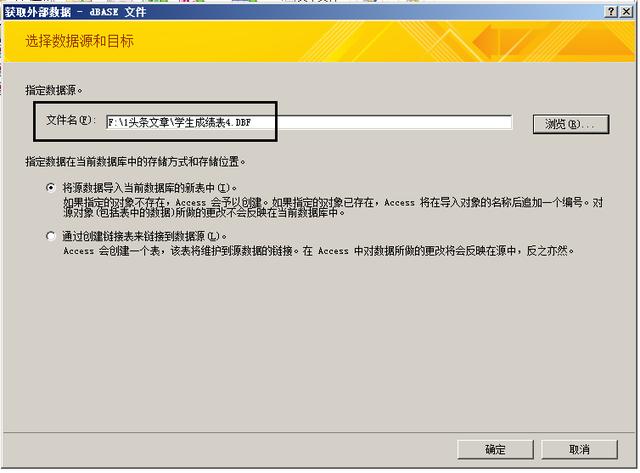 获取外部数据 - dBASE 文件
选择数据源和目标
指定数据源。
文件名(F):
F:\1头条文章\学生成绩表4.DBF
浏览(R)...
指定数据在当前数据库中的存储方式和存储位置。
将源数据导入当前数据库的新表中(I)。
如果指定的对象不存在，Access 会予以创建。如果指定的对象已存在，Access 将在导入对象的名称后追加一个编号。对
源对象(包括表中的数据)所做的更改不会反映在当前数据库中。
通过创建链接表来链接到数据源(L)。
Access 会创建一个表，该表将维护到源数据的链接。在 Access 中对数据所做的更改将会反映在源中，反之亦然。
确定
取消